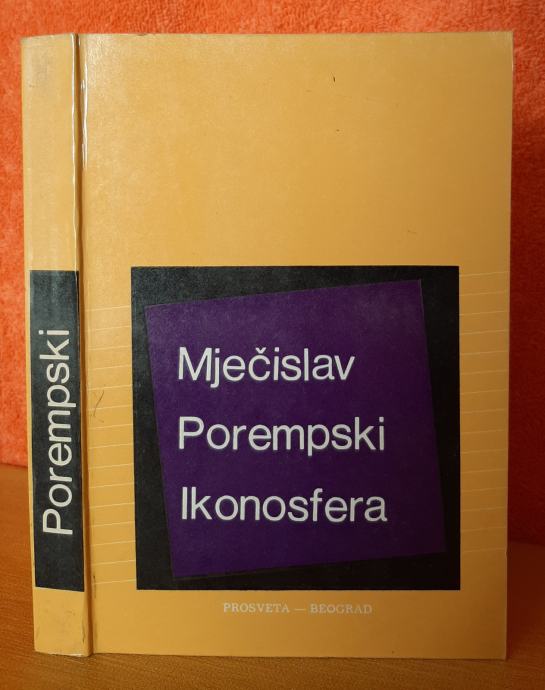 Porempski
Mječislav
Porempski
Ikonosfera
PROSVETA — BEOGRAD